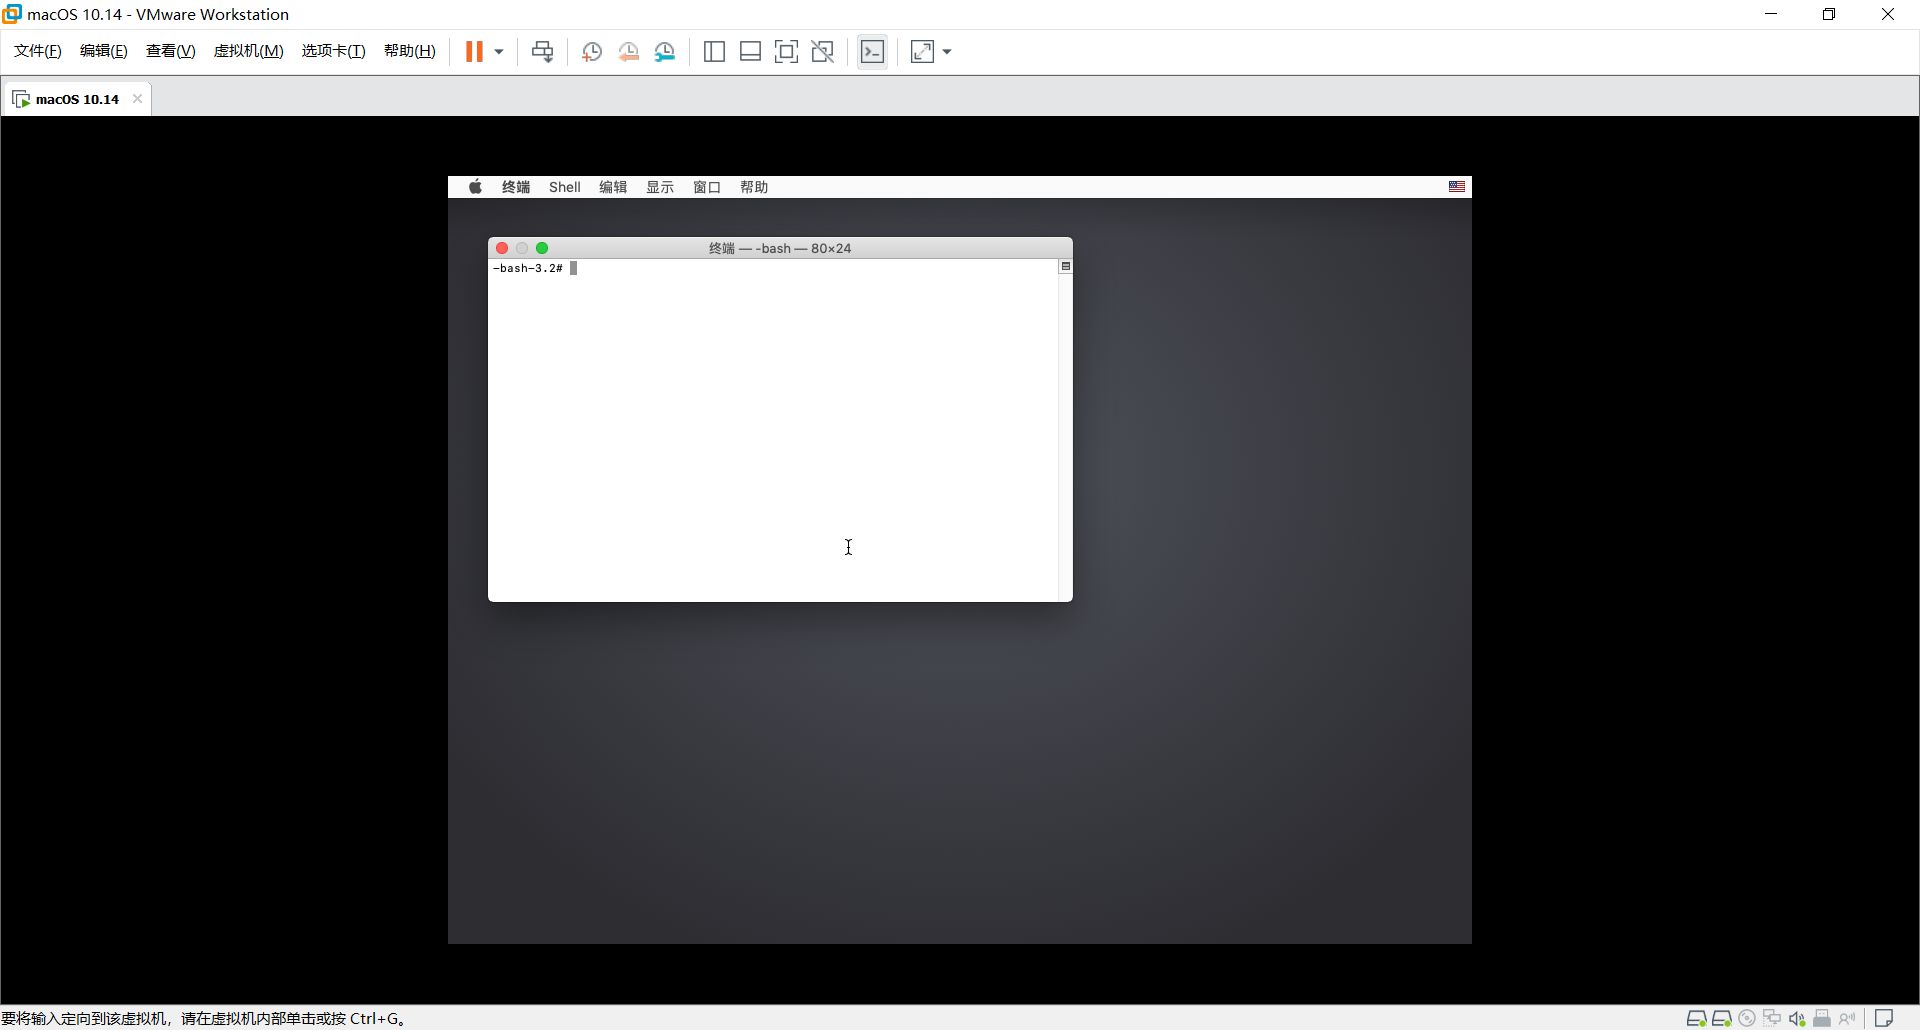 macOS 10.14 - VMware Workstation
文件(F) 编辑(E) 查看(V) 虚拟机(M) 选项卡(T) 帮助(H)
macOS 10.14
终端 Shell 编辑 显示 窗口 帮助
终端 — -bash — 80×24
-bash-3.2#
要将输入定向到该虚拟机，请在虚拟机内部单击或按 Ctrl+G。